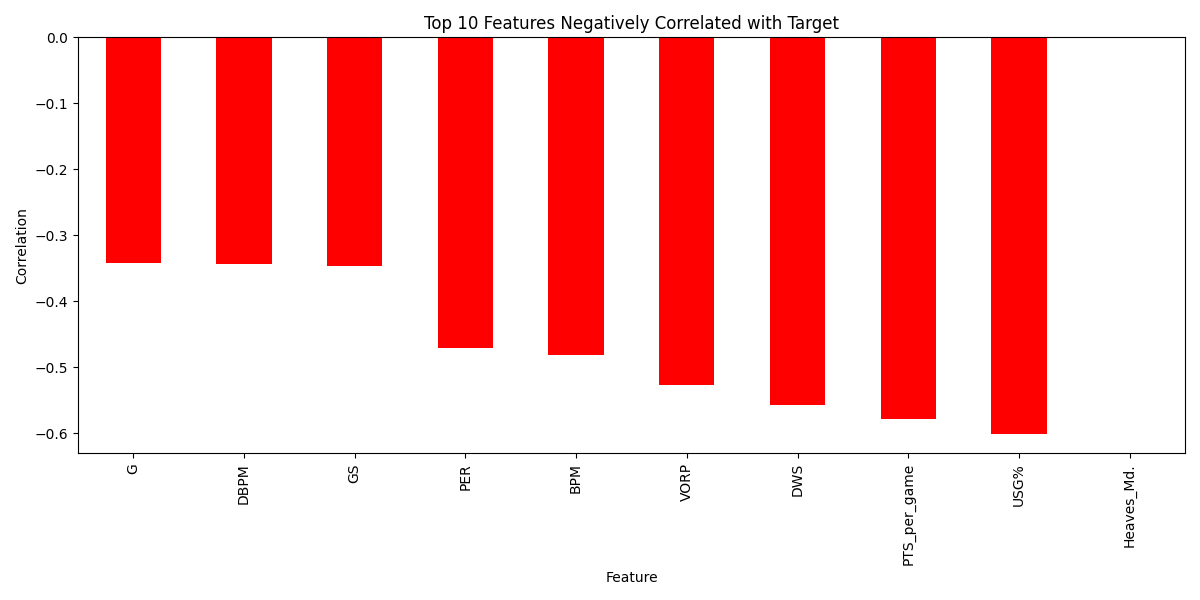 Top 10 Features Negatively Correlated with Target
0.0
−0.1
−0.2
−0.3
−0.4
−0.5
−0.6
Correlation
G
DBPM
GS
PER
BPM
VORP
DWS
PTS_per_game
USG%
Heaves_Md.
Feature